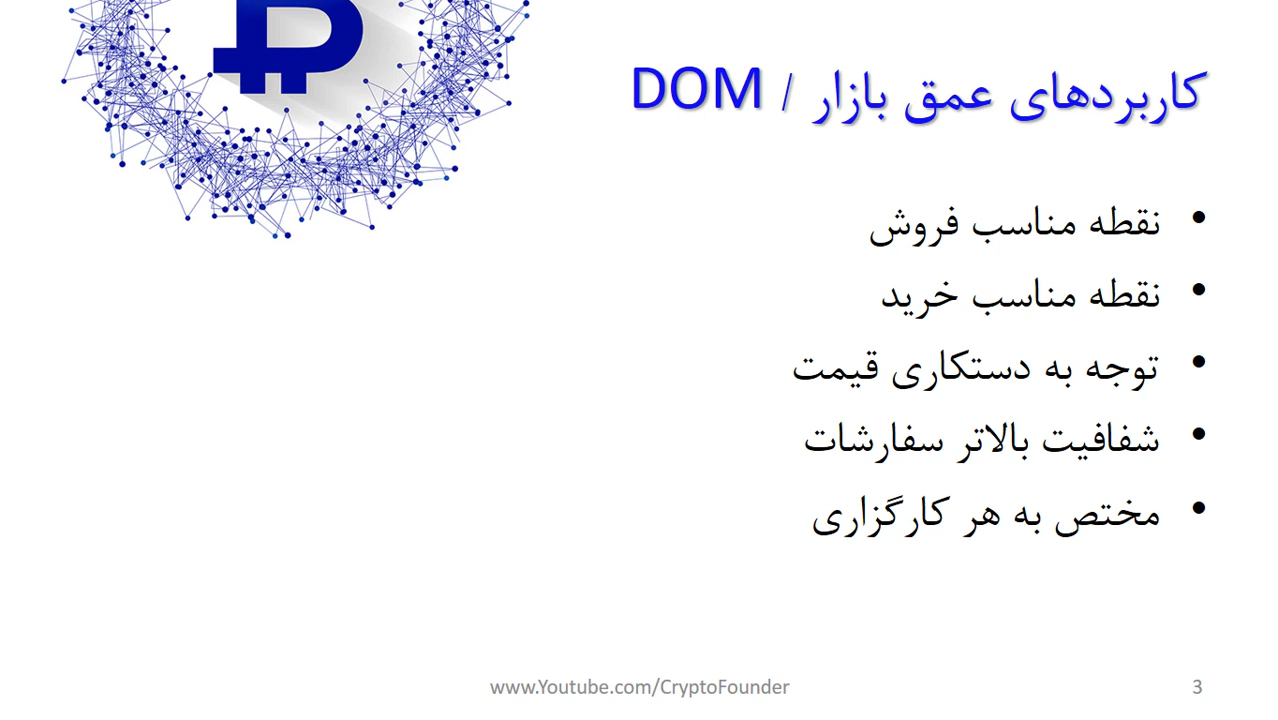 کاربردهای عمق بازار / DOM
• نقطه مناسب فروش
• نقطه مناسب خرید
• توجه به دستکاری قیمت
• شفافیت بالاتر سفارشات
• مختص به هر کارگزاری
www.Youtube.com/CryptoFounder
3